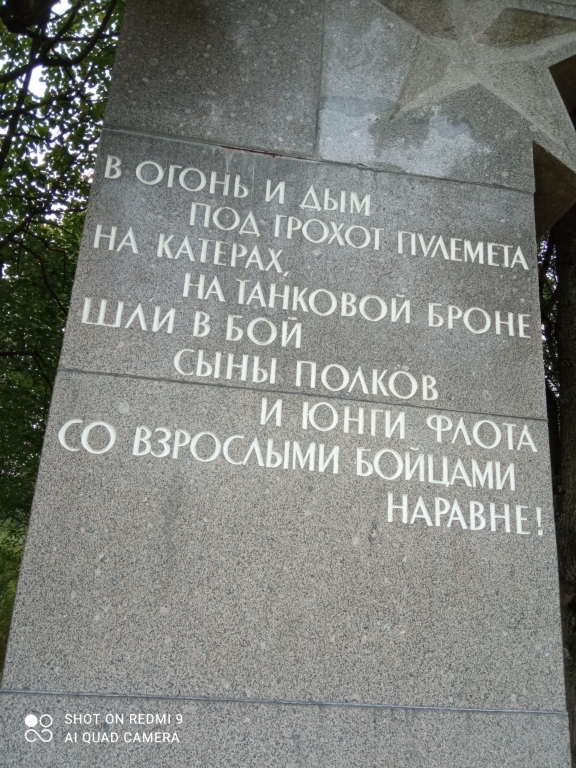 В ОГОНЬ И ДЫМ
ПОД ГРОХОТ ПУЛЕМЕТА
НА КАТЕРАХ,
НА ТАНКОВОЙ БРОНЕ
ШЛИ В БОЙ
СЫНЫ ПОЛКОВ
И ЮНГИ ФЛОТА
СО ВЗРОСЛЫМИ БОЙЦАМИ
НАРАВНЕ!
SHOT ON REDMI 9
AI QUAD CAMERA